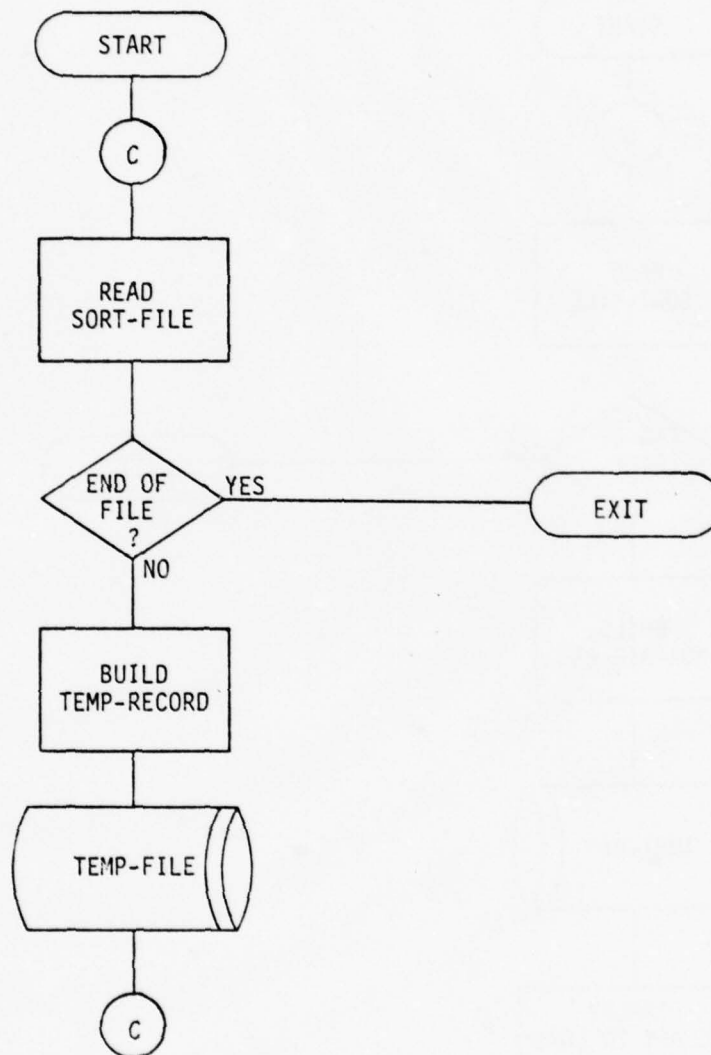 START
C
READ
SORT-FILE
END OF
FILE
?
YES
EXIT
NO
BUILD
TEMP-RECORD
TEMP-FILE
C